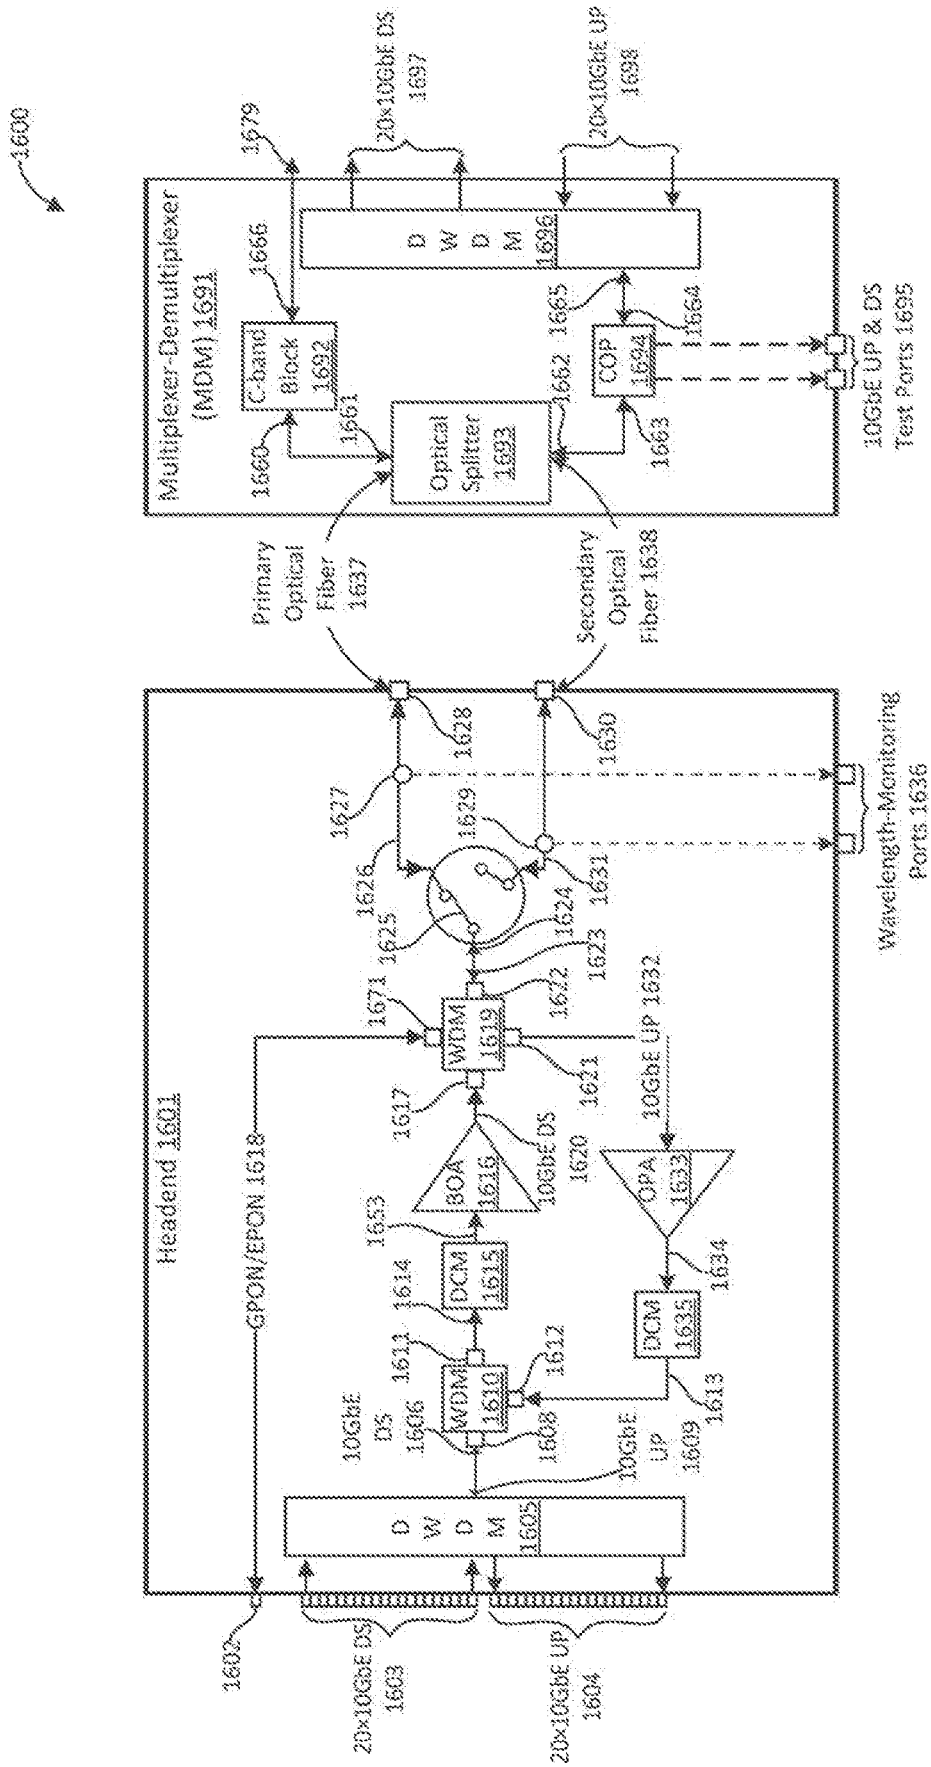 1600
Headend 1601
GPON/EPON 1618
1602
20×10GbE DS
1603
20×10GbE UP
1604
D
W
D
M
1605
10GbE
DS
1606
1608
10GbE
UP
1609
WDM
1610
1611
1612
1613
1614
DCM
1615
1653
BOA
1616
10GbE DS
1620
1617
WDM
1619
1671
1621
1622
1623
1624
1625
1626
1627
1628
1629
1630
1631
10GbE UP 1632
OPA
1633
1634
DCM
1635
Wavelength-Monitoring
Ports 1636
Primary
Optical
Fiber
1637
Secondary
Optical
Fiber 1638
Multiplexer-Demultiplexer
(MDM) 1691
C-band
Block
1692
1660
1661
1666
1679
Optical
Splitter
1693
1662
1663
COP
1694
1664
1665
D
W
D
M
1696
20×10GbE DS
1697
20×10GbE UP
1698
10GbE UP & DS
Test Ports 1695